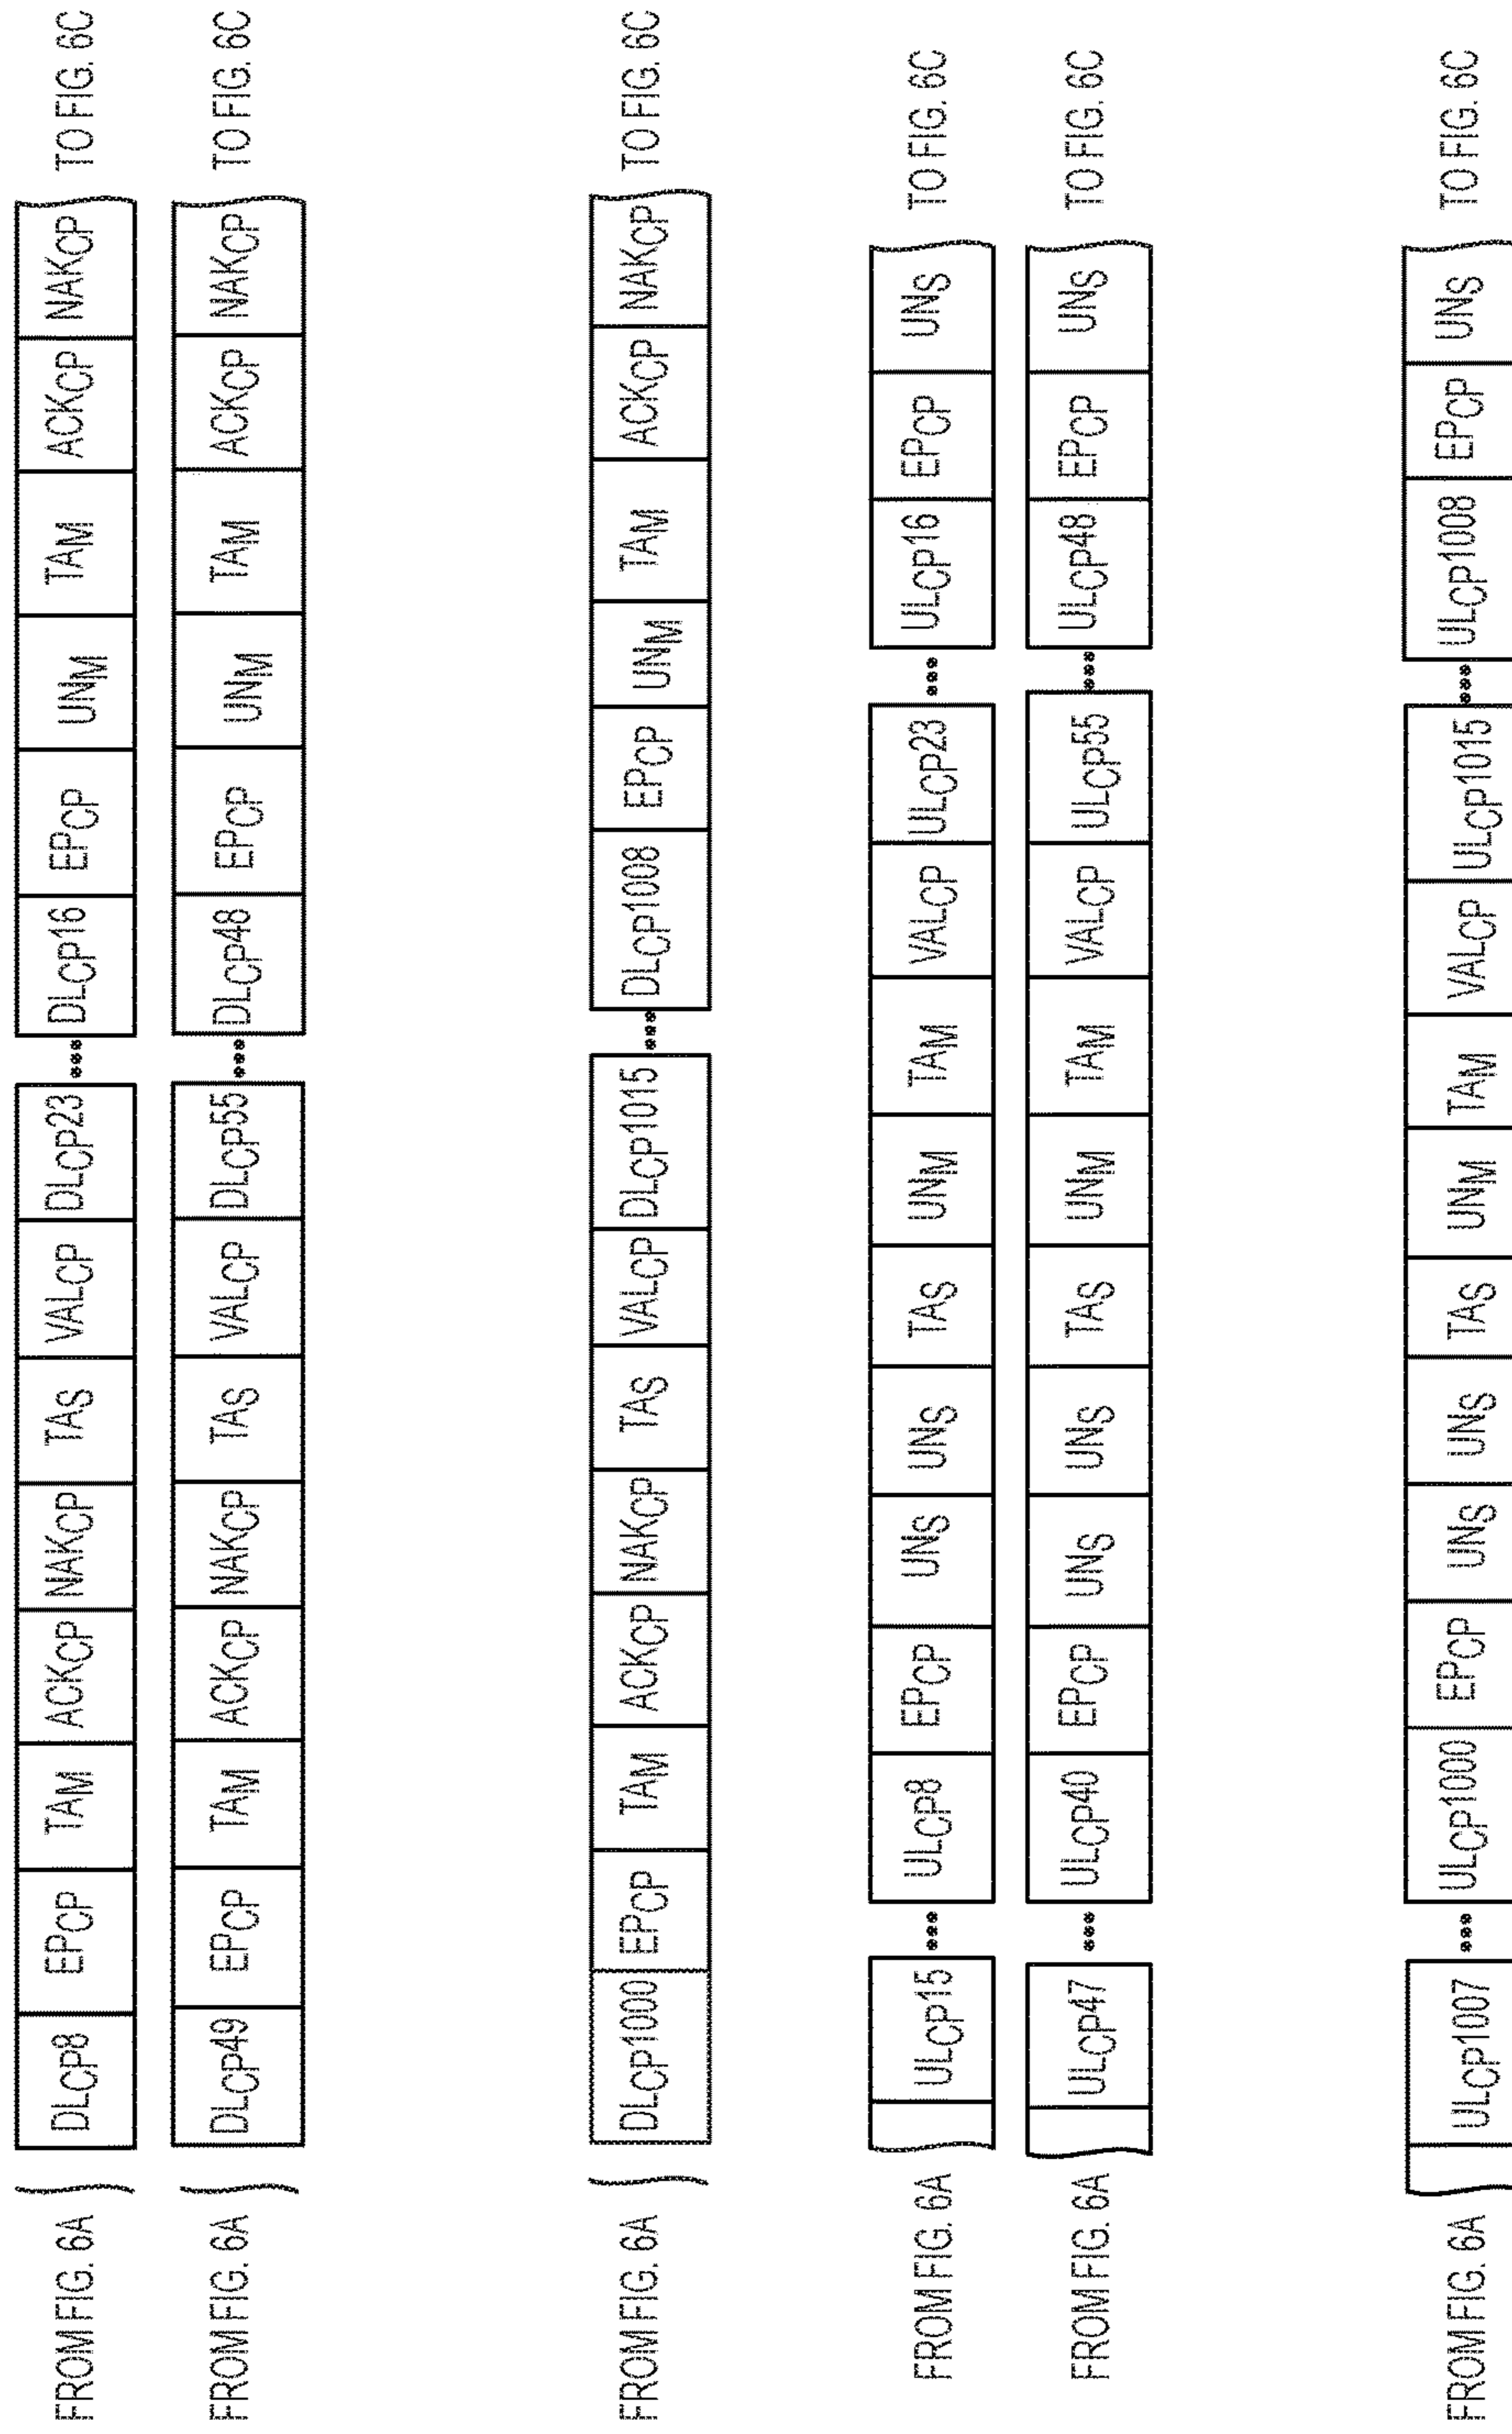 FROM FIG. 6A DLCP8 EPCP TAM ACKCP NAKCP TAS VALCP DLCP23 ••• DLCP16 EPCP UNM TAM ACKCP NAKCP TO FIG. 6C
FROM FIG. 6A DLCP49 EPCP TAM ACKCP NAKCP TAS VALCP DLCP55 ••• DLCP48 EPCP UNM TAM ACKCP NAKCP TO FIG. 6C
FROM FIG. 6A DLCP1000 EPCP TAM ACKCP NAKCP TAS VALCP DLCP1015 ••• DLCP1008 EPCP UNM TAM ACKCP NAKCP TO FIG. 6C
FROM FIG. 6A ULCP15 ••• ULCP8 EPCP UNS UNS TAS UNM TAM VALCP ULCP23 ••• ULCP16 EPCP UNS TO FIG. 6C
FROM FIG. 6A ULCP47 ••• ULCP40 EPCP UNS UNS TAS UNM TAM VALCP ULCP55 ••• ULCP48 EPCP UNS TO FIG. 6C
FROM FIG. 6A ULCP1007 ••• ULCP1000 EPCP UNS UNS TAS UNM TAM VALCP ULCP1015 ••• ULCP1008 EPCP UNS TO FIG. 6C